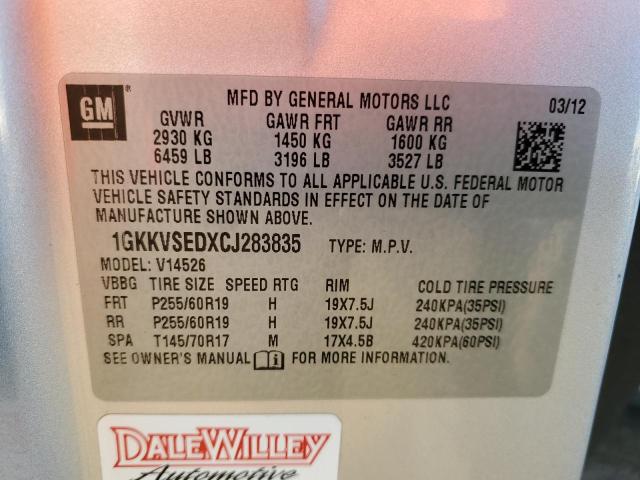 GM
MFD BY GENERAL MOTORS LLC 03/12
GVWR GAWR FRT GAWR RR
2930 KG 1450 KG 1600 KG
6459 LB 3196 LB 3527 LB
THIS VEHICLE CONFORMS TO ALL APPLICABLE U.S. FEDERAL MOTOR
VEHICLE SAFETY STANDARDS IN EFFECT ON THE DATE OF
MANUFACTURE SHOWN ABOVE.
1GKKVSEDXCJ283835 TYPE: M.P.V.
MODEL: V14526
VBBG TIRE SIZE SPEED RTG RIM COLD TIRE PRESSURE
FRT P255/60R19 H 19X7.5J 240KPA(35PSI)
RR P255/60R19 H 19X7.5J 240KPA(35PSI)
SPA T145/70R17 M 17X4.5B 420KPA(60PSI)
SEE OWNER'S MANUAL FOR MORE INFORMATION.
DALE WILLEY
Automotive